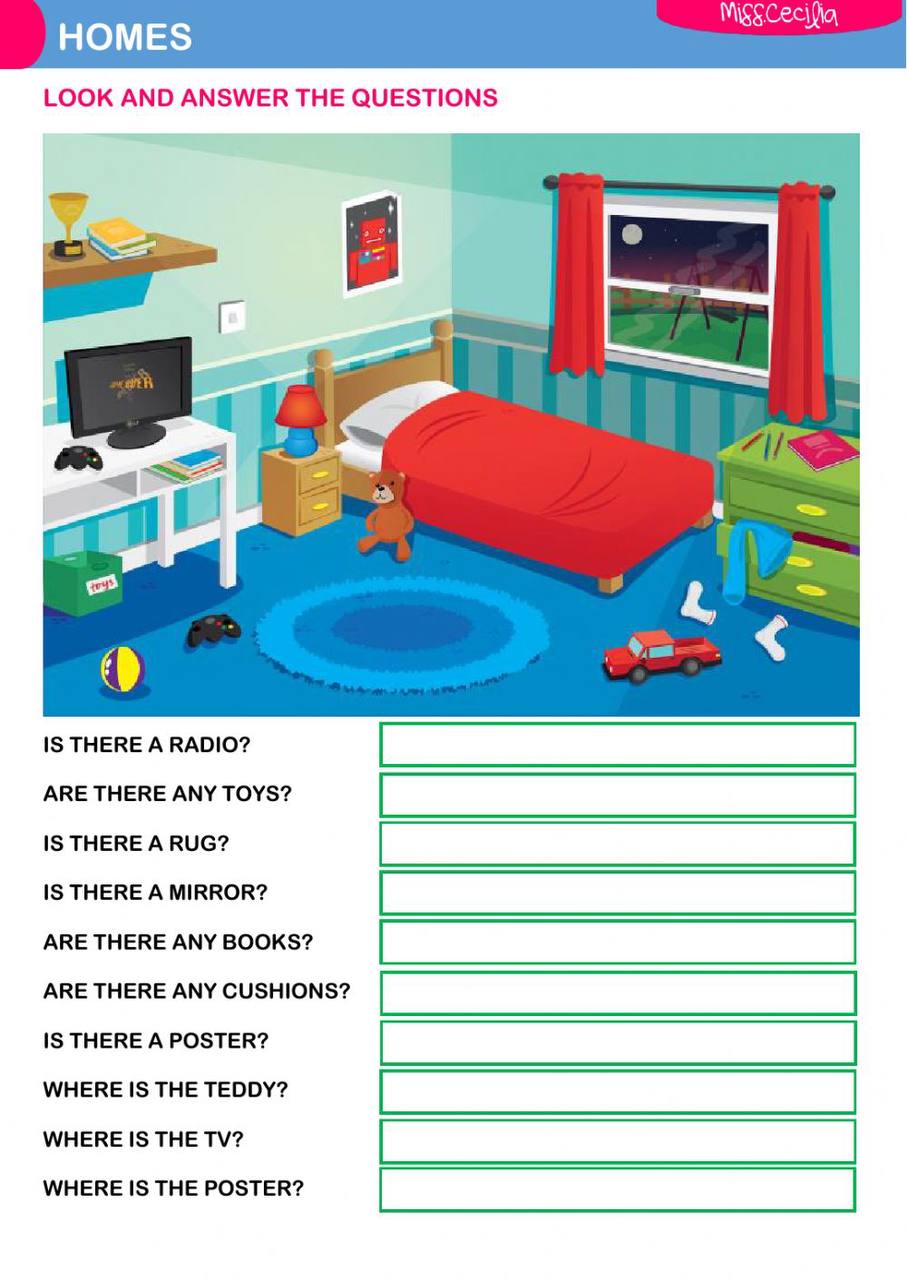 HOMES
Miss.Cecilia
LOOK AND ANSWER THE QUESTIONS
toys
IS THERE A RADIO?
ARE THERE ANY TOYS?
IS THERE A RUG?
IS THERE A MIRROR?
ARE THERE ANY BOOKS?
ARE THERE ANY CUSHIONS?
IS THERE A POSTER?
WHERE IS THE TEDDY?
WHERE IS THE TV?
WHERE IS THE POSTER?